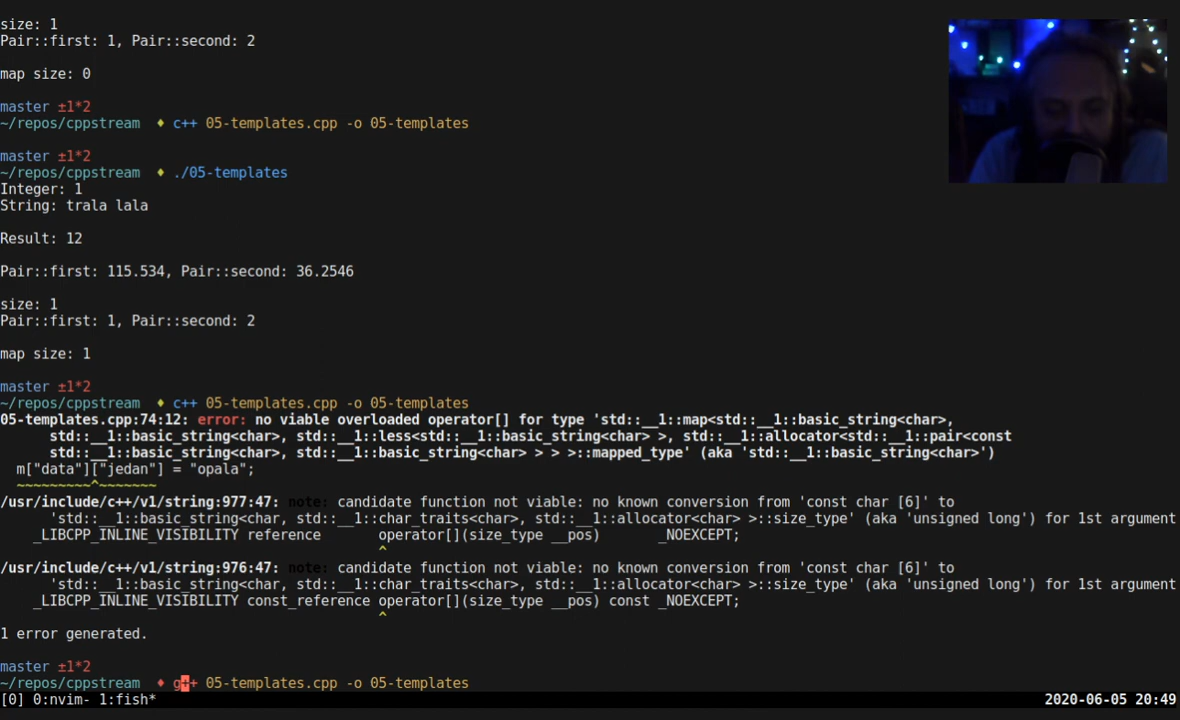 size: 1
Pair::first: 1, Pair::second: 2
map size: 0
master ±1*2
~/repos/cppstream ♦ c++ 05-templates.cpp -o 05-templates
master ±1*2
~/repos/cppstream ♦ ./05-templates
Integer: 1
String: trala lala
Result: 12
Pair::first: 115.534, Pair::second: 36.2546
size: 1
Pair::first: 1, Pair::second: 2
map size: 1
master ±1*2
~/repos/cppstream ♦ c++ 05-templates.cpp -o 05-templates
05-templates.cpp:74:12: error: no viable overloaded operator[] for type 'std::__1::map<std::__1::basic_string<char>,
std::__1::basic_string<char>, std::__1::less<std::__1::basic_string<char> >, std::__1::allocator<std::__1::pair<const
std::__1::basic_string<char>, std::__1::basic_string<char> > > >::mapped_type' (aka 'std::__1::basic_string<char>')
m["data"]["jedan"] = "opala";
~~~~~~~~~^~~~~~~~
/usr/include/c++/v1/string:977:47: note: candidate function not viable: no known conversion from 'const char [6]' to
'std::__1::basic_string<char, std::__1::char_traits<char>, std::__1::allocator<char> >::size_type' (aka 'unsigned long') for 1st argument
_LIBCPP_INLINE_VISIBILITY reference operator[](size_type __pos) _NOEXCEPT;
^
/usr/include/c++/v1/string:976:47: note: candidate function not viable: no known conversion from 'const char [6]' to
'std::__1::basic_string<char, std::__1::char_traits<char>, std::__1::allocator<char> >::size_type' (aka 'unsigned long') for 1st argument
_LIBCPP_INLINE_VISIBILITY const_reference operator[](size_type __pos) const _NOEXCEPT;
^
1 error generated.
master ±1*2
~/repos/cppstream ♦ g++ 05-templates.cpp -o 05-templates
[0] 0:nvim- 1:fish* 2020-06-05 20:49